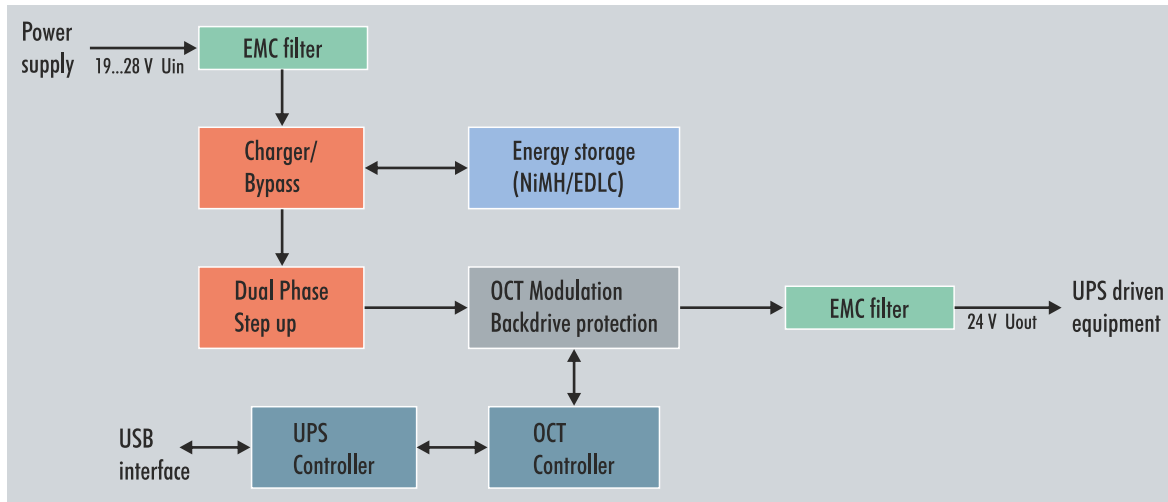 Power
supply
19...28 V Uin
EMC filter
Charger/
Bypass
Energy storage
(NiMH/EDLC)
Dual Phase
Step up
OCT Modulation
Backdrive protection
EMC filter
24 V Uout
UPS driven
equipment
USB
interface
UPS
Controller
OCT
Controller